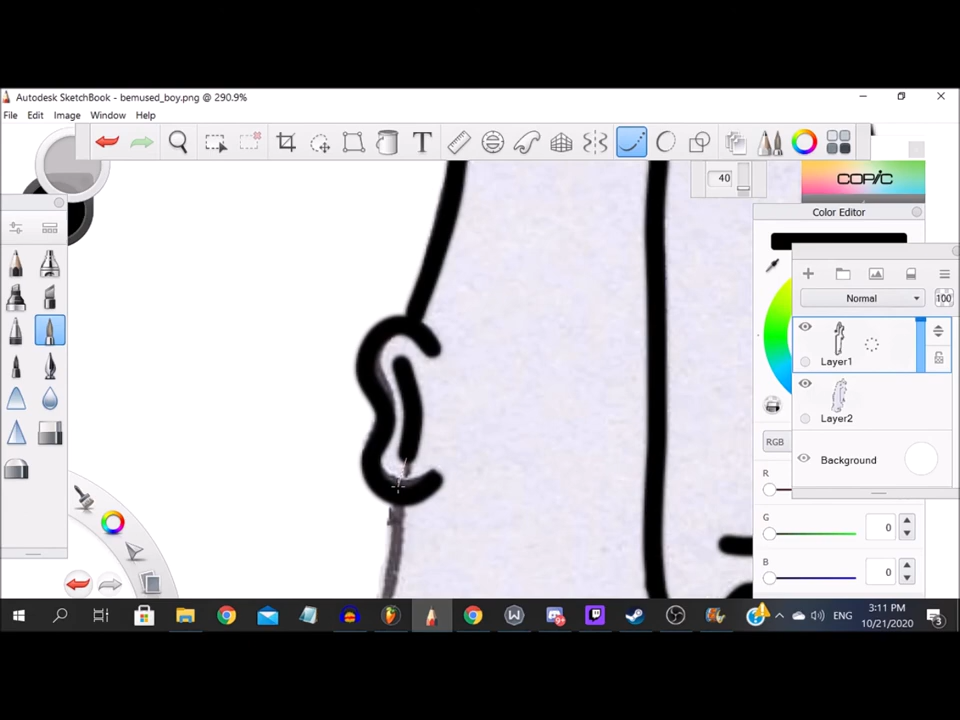 Autodesk SketchBook - bemused_boy.png @ 290.9%
File Edit Image Window Help
T
40
COPIC
Color Editor
Normal 100
Layer1
Layer2
Background
RGB
R
G 0
B 0
ENG
3:11 PM
10/21/2020
3